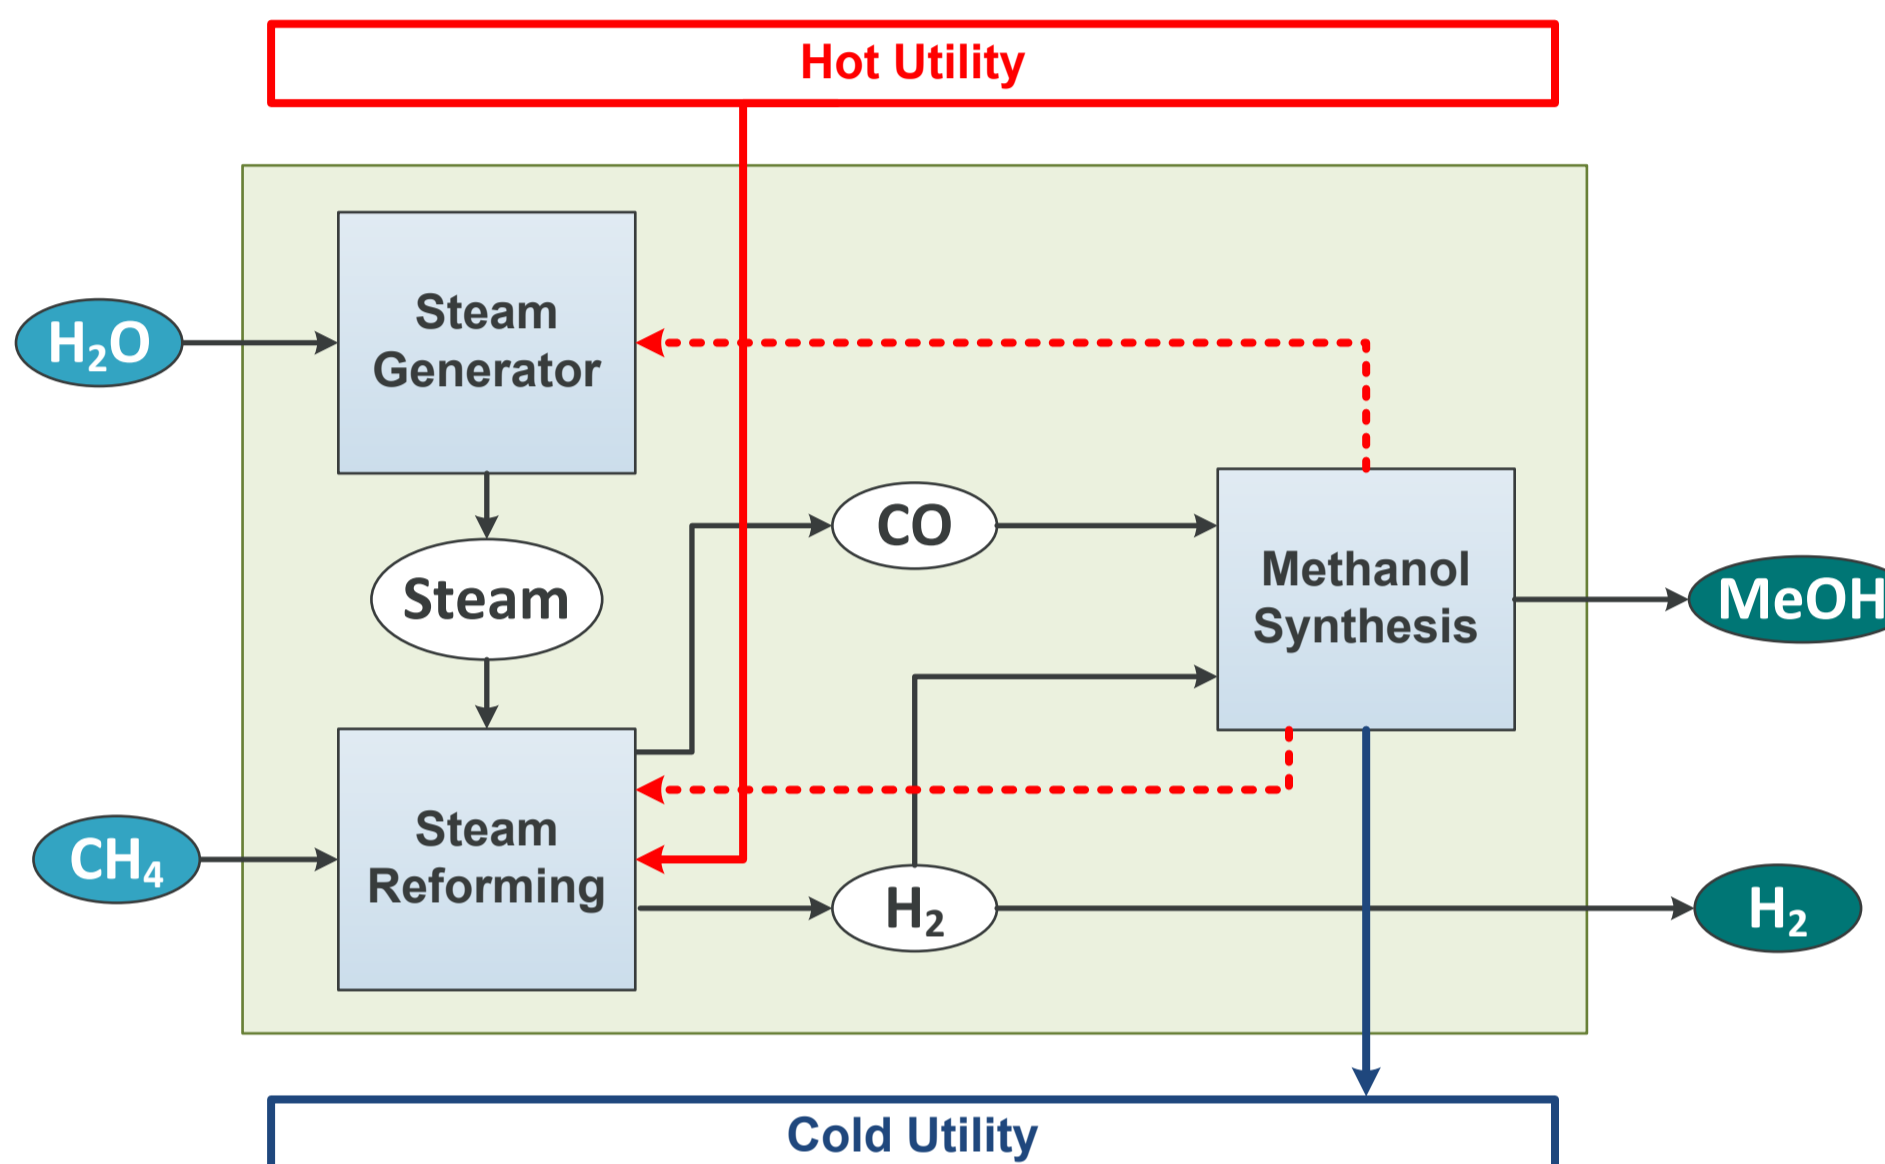 Hot Utility
Steam
Generator
H₂O
Steam
CO
Methanol
Synthesis
MeOH
Steam
Reforming
CH₄
H₂
H₂
Cold Utility